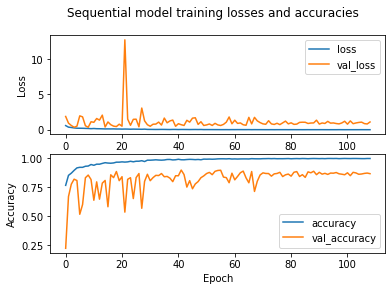 Sequential model training losses and accuracies
Loss
10
5
0
loss
val_loss
0 20 40 60 80 100
Accuracy
1.00
0.75
0.50
0.25
accuracy
val_accuracy
0 20 40 60 80 100
Epoch